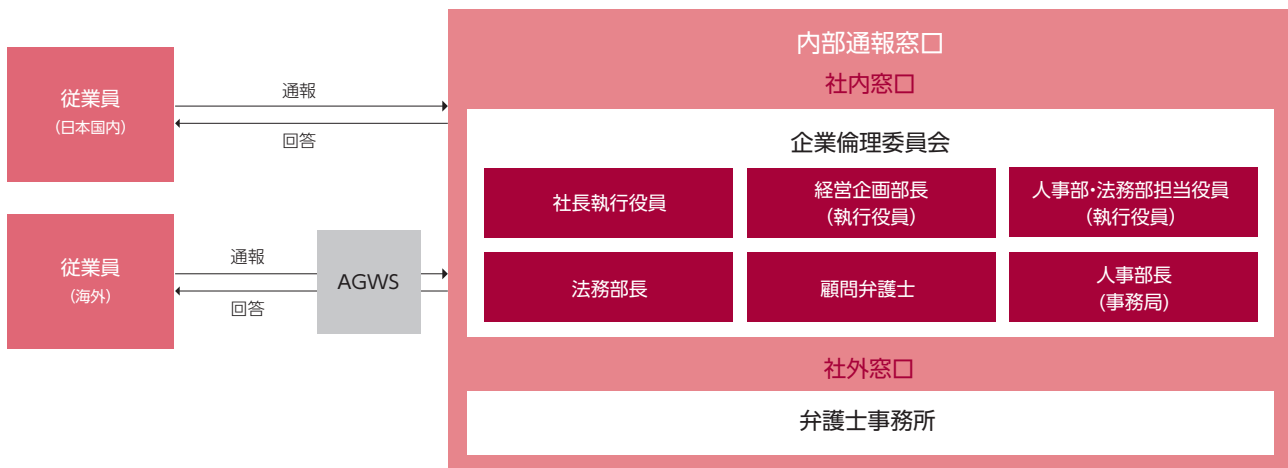 従業員
（日本国内）
通報
回答
従業員
（海外）
通報
回答
AGWS
内部通報窓口
社内窓口
企業倫理委員会
社長執行役員
経営企画部長
（執行役員）
人事部・法務部担当役員
（執行役員）
法務部長
顧問弁護士
人事部長
（事務局）
社外窓口
弁護士事務所